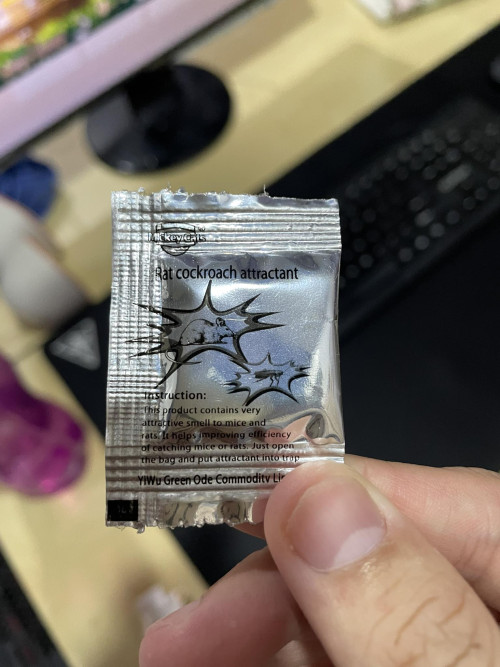 Rat cockroach attractant
Instruction:
This product contains very
attractive smell to mice and
rats. It helps improving efficiency
of catching mice or rats. Just open
the bag and put attractant into trap
YiWu Green Ode Commodity